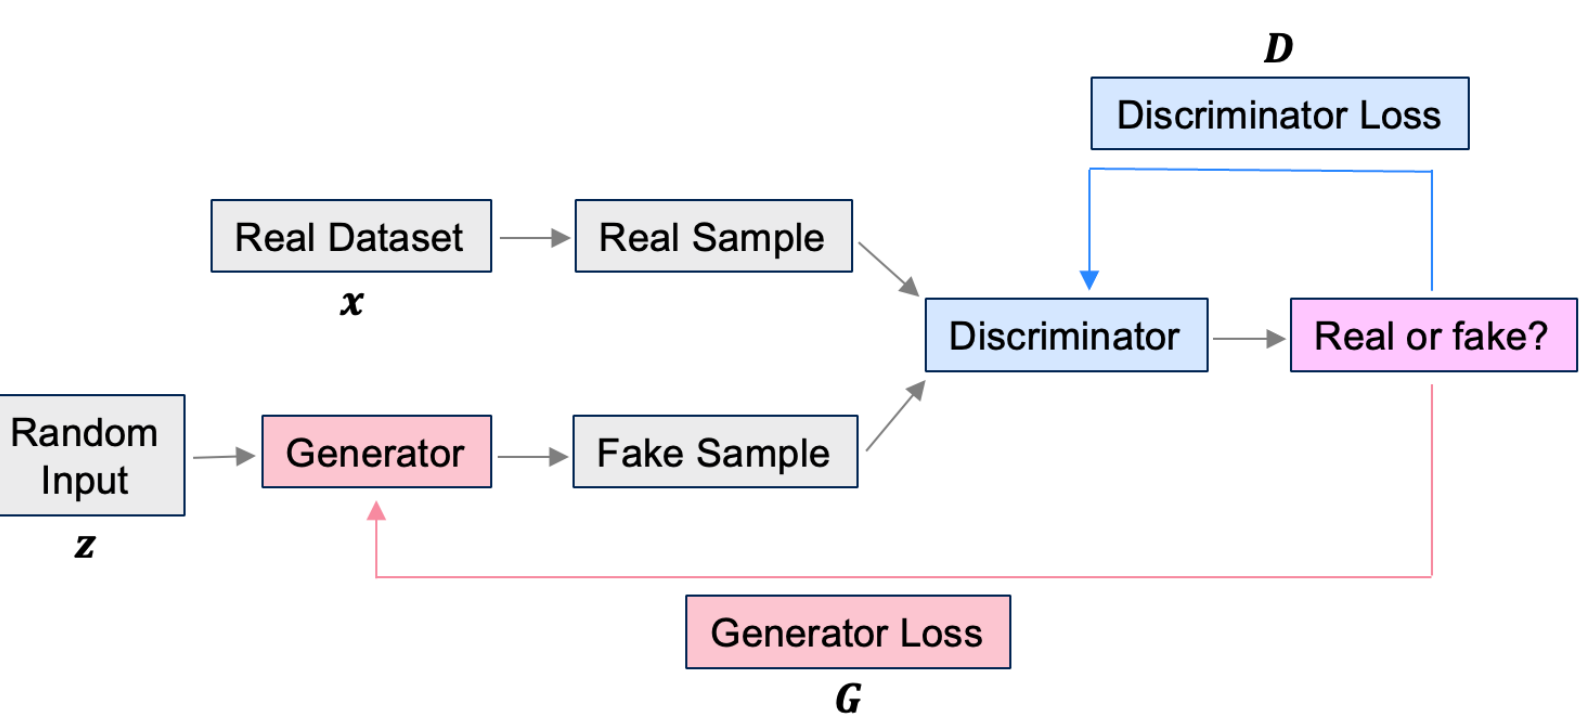 D
Discriminator Loss
Real Dataset
Real Sample
x
Discriminator
Real or fake?
Random
Input
Generator
Fake Sample
z
Generator Loss
G